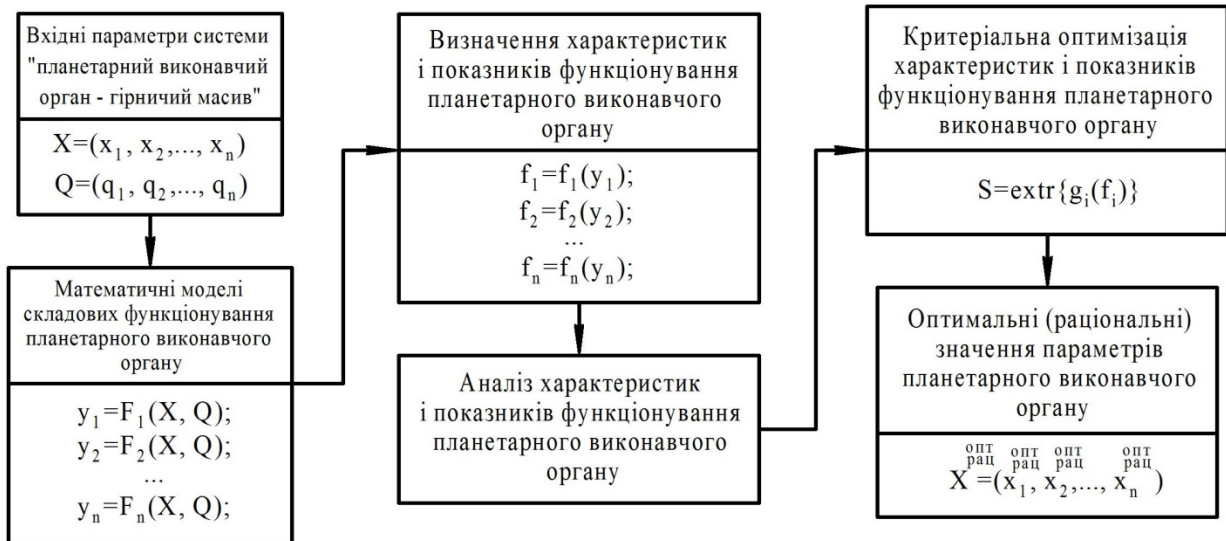 Вхідні параметри системи
"планетарний виконавчий
орган - гірничий масив"
X=(x₁, x₂,..., xₙ)
Q=(q₁, q₂,..., qₙ)
Математичні моделі
складових функціонування
планетарного виконавчого
органу
y₁=F₁(X, Q);
y₂=F₂(X, Q);
...
yₙ=Fₙ(X, Q);
Визначення характеристик
і показників функціонування
планетарного виконавчого
органу
f₁=f₁(y₁);
f₂=f₂(y₂);
...
fₙ=fₙ(yₙ);
Аналіз характеристик
і показників функціонування
планетарного виконавчого
органу
Критеріальна оптимізація
характеристик і показників
функціонування планетарного
виконавчого органу
S=extr{gᵢ(fᵢ)}
Оптимальні (раціональні)
значення параметрів
планетарного виконавчого
органу
опт опт опт опт
рац рац рац рац
X =(x₁, x₂,..., xₙ )